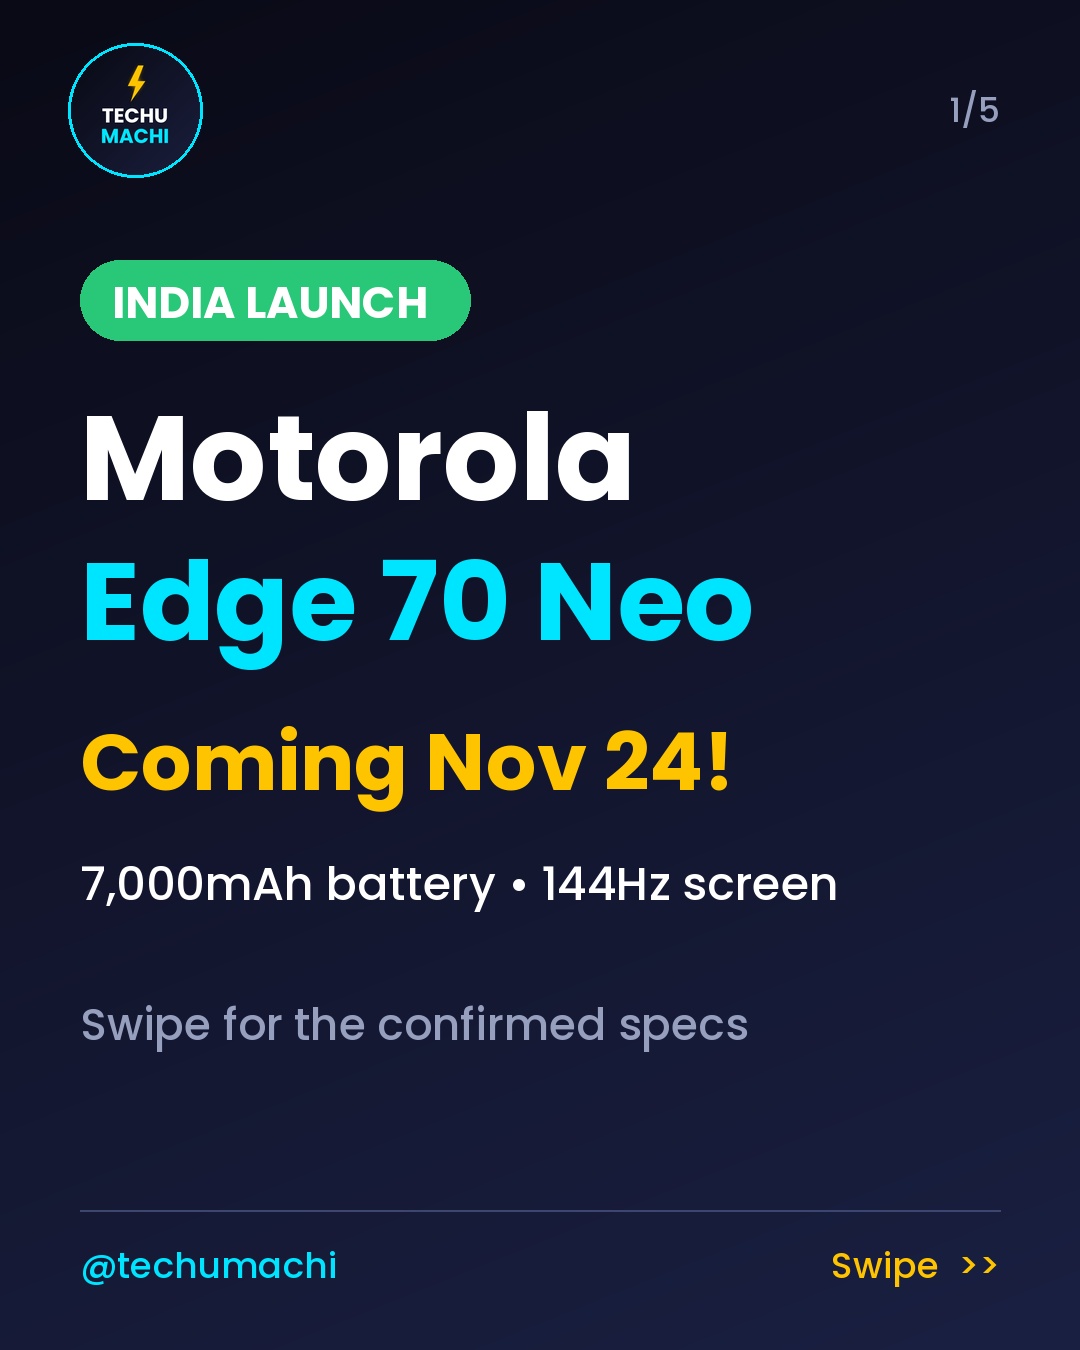 TECHU
MACHI
1/5
INDIA LAUNCH
Motorola
Edge 70 Neo
Coming Nov 24!
7,000mAh battery • 144Hz screen
Swipe for the confirmed specs
@techumachi
Swipe >>